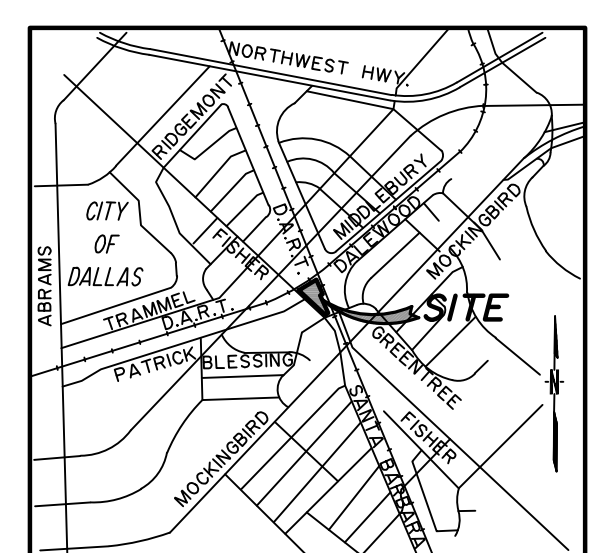 NORTHWEST HWY.
RIDGEMONT
MIDDLEBURY
DALEWOOD
MOCKINGBIRD
CITY
OF
DALLAS
D.A.R.T.
FISHER
ABRAMS
TRAMMEL
D.A.R.T.
SITE
PATRICK
BLESSING
GREENTREE
N
SANTA BARBARA
FISHER
MOCKINGBIRD